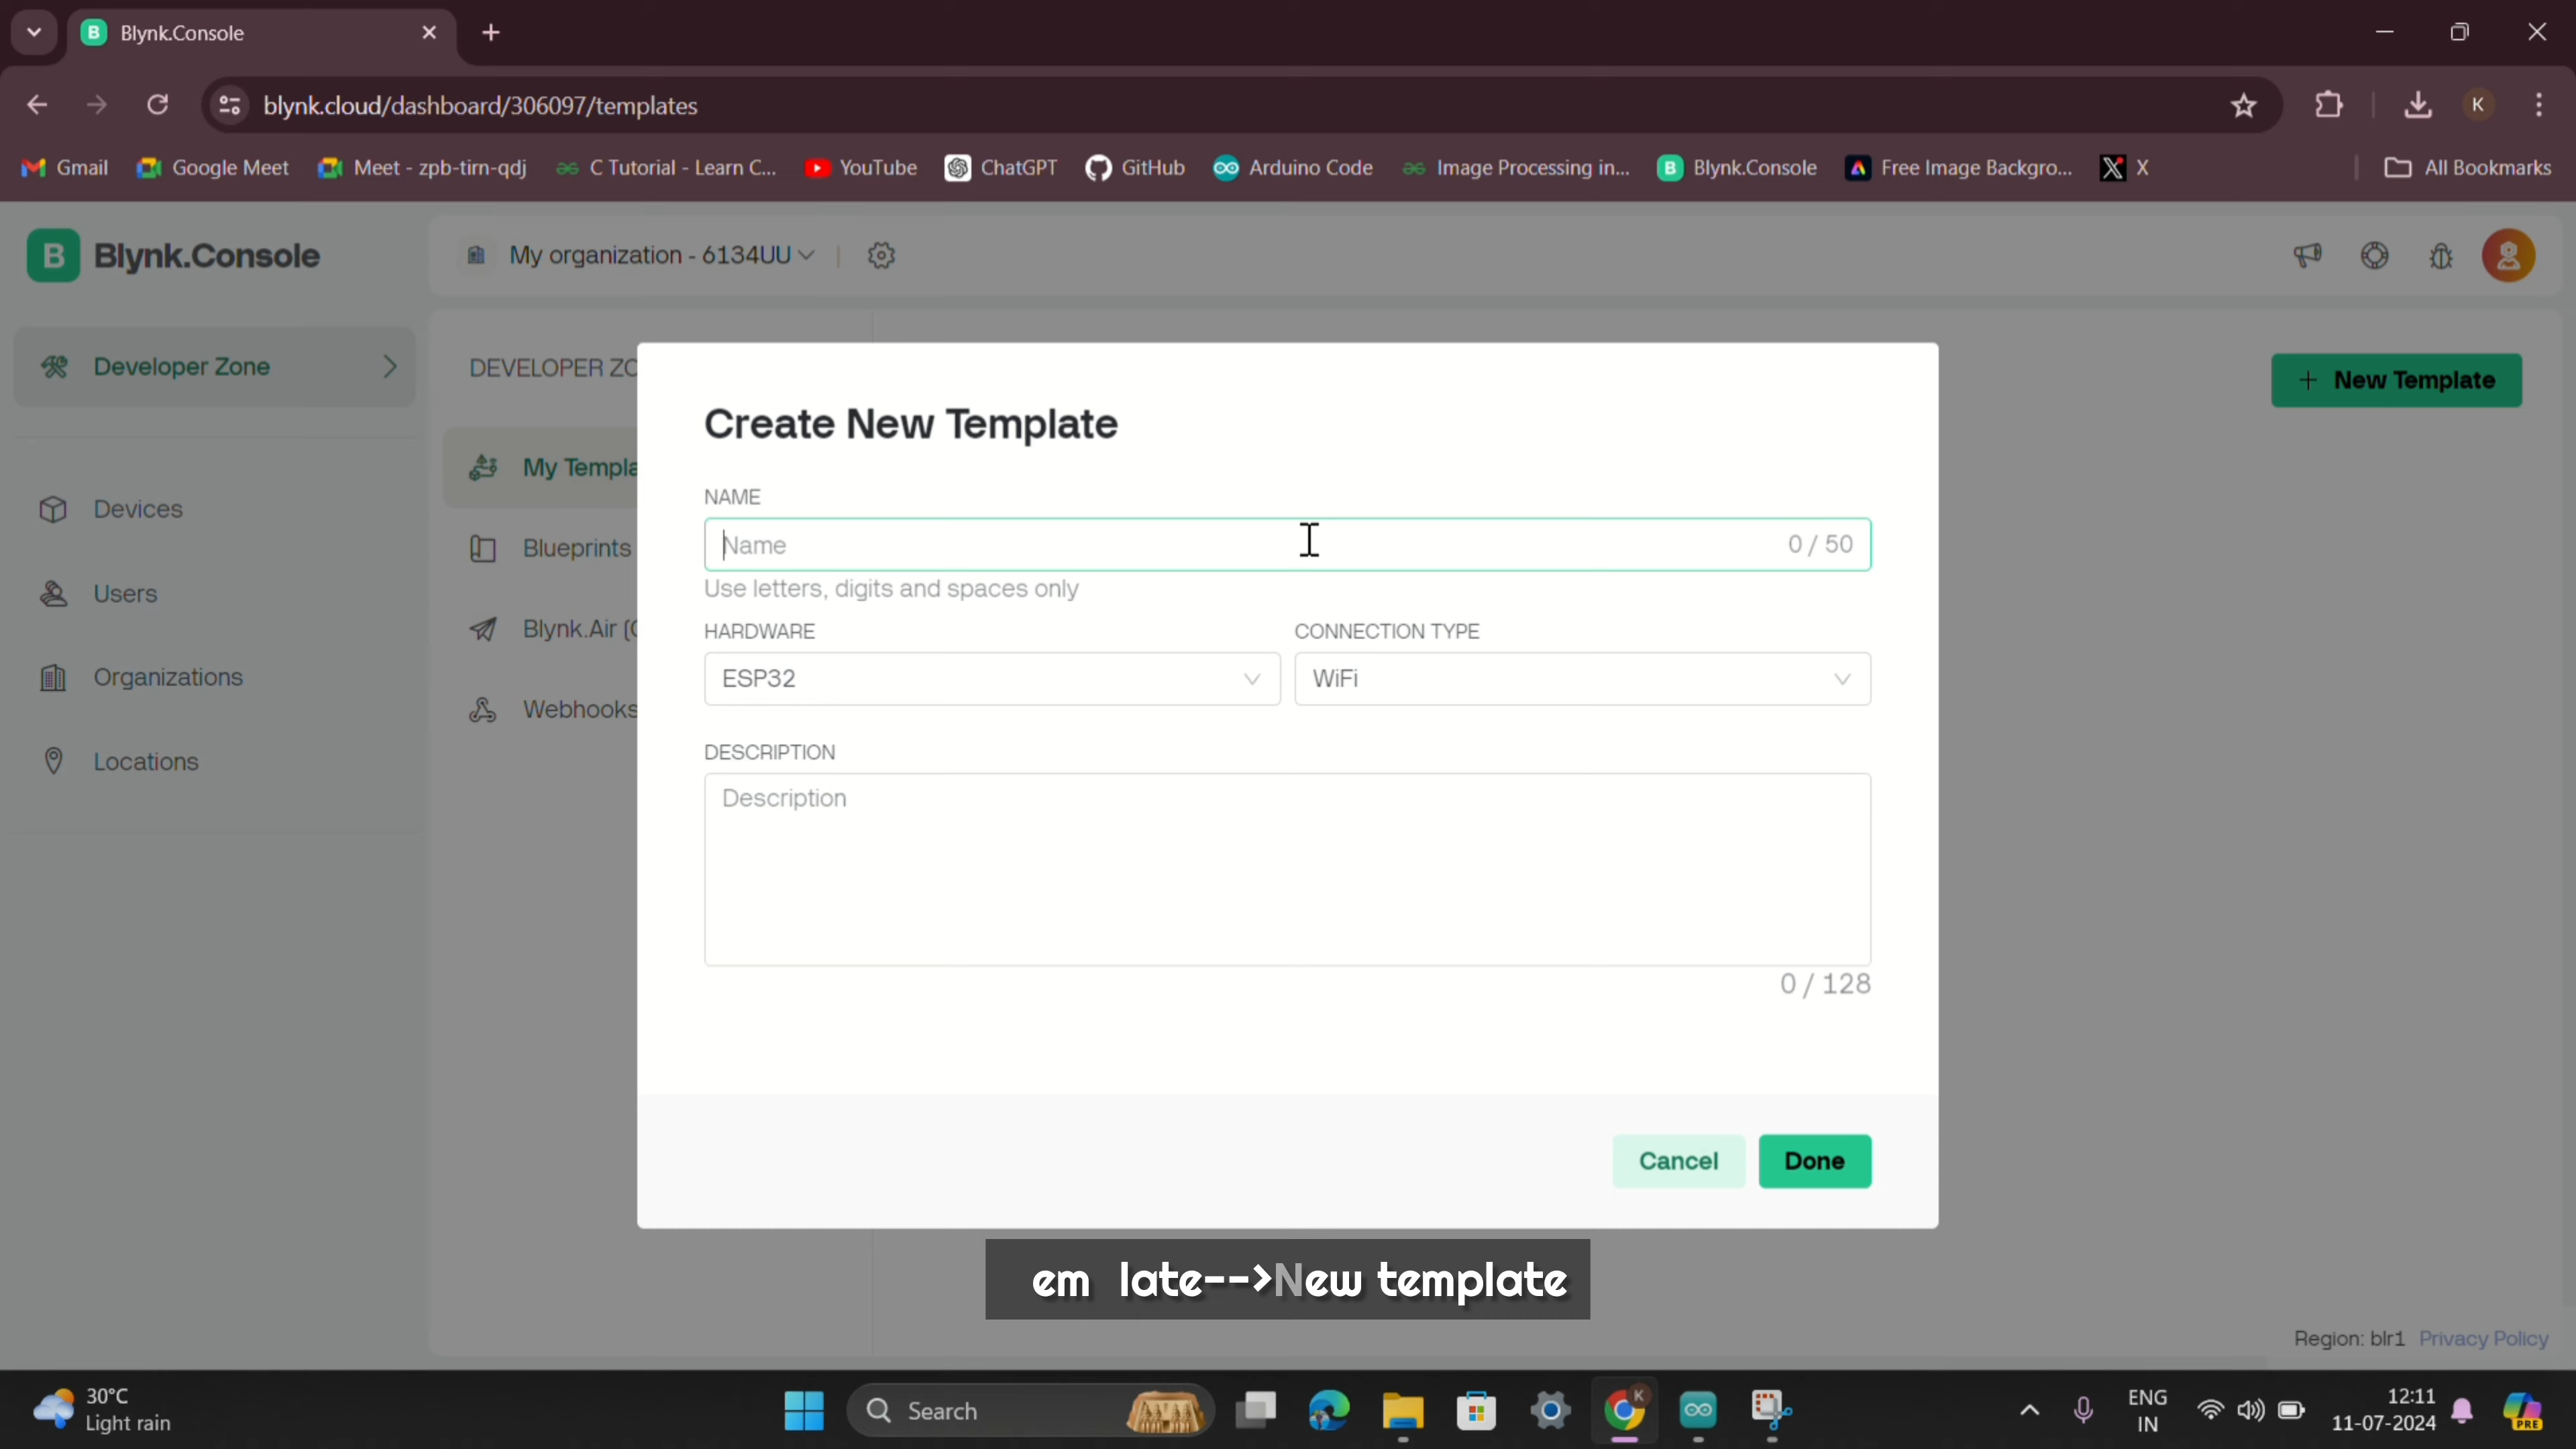 Blynk.Console
blynk.cloud/dashboard/306097/templates
K
Gmail
Google Meet
Meet - zpb-tirn-qdj
C Tutorial - Learn C...
YouTube
ChatGPT
GitHub
Arduino Code
Image Processing in...
Blynk.Console
Free Image Backgro...
X
All Bookmarks
B Blynk.Console
My organization - 6134UU
Developer Zone
DEVELOPER ZO
New Template
My Templa
Devices
Blueprints
Users
Blynk.Air (
Organizations
Webhooks
Locations
Create New Template
NAME
Name
0 / 50
Use letters, digits and spaces only
HARDWARE
CONNECTION TYPE
ESP32
WiFi
DESCRIPTION
Description
0 / 128
Cancel
Done
em late-->New template
Region: blr1 Privacy Policy
30°C
Light rain
Search
K
ENG
IN
12:11
11-07-2024
PRE